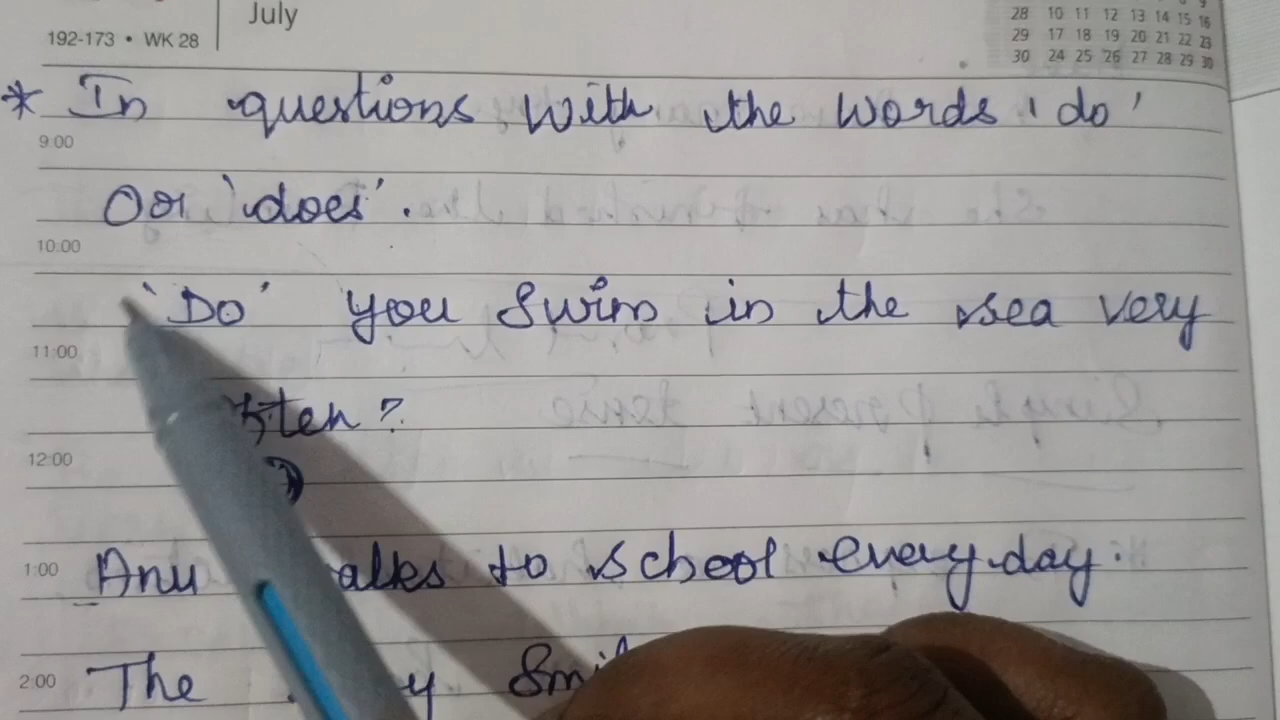 July
192-173 • WK 28
28 10 11 12 13 14 15 16
29 17 18 19 20 21 22 23
30 24 25 26 27 28 29 30
* In questions with the words 'do'
9:00
Or 'does'.
10:00
'Do' you swim in the sea very
11:00
12:00
1:00 Anu to school everyday.
2:00 The